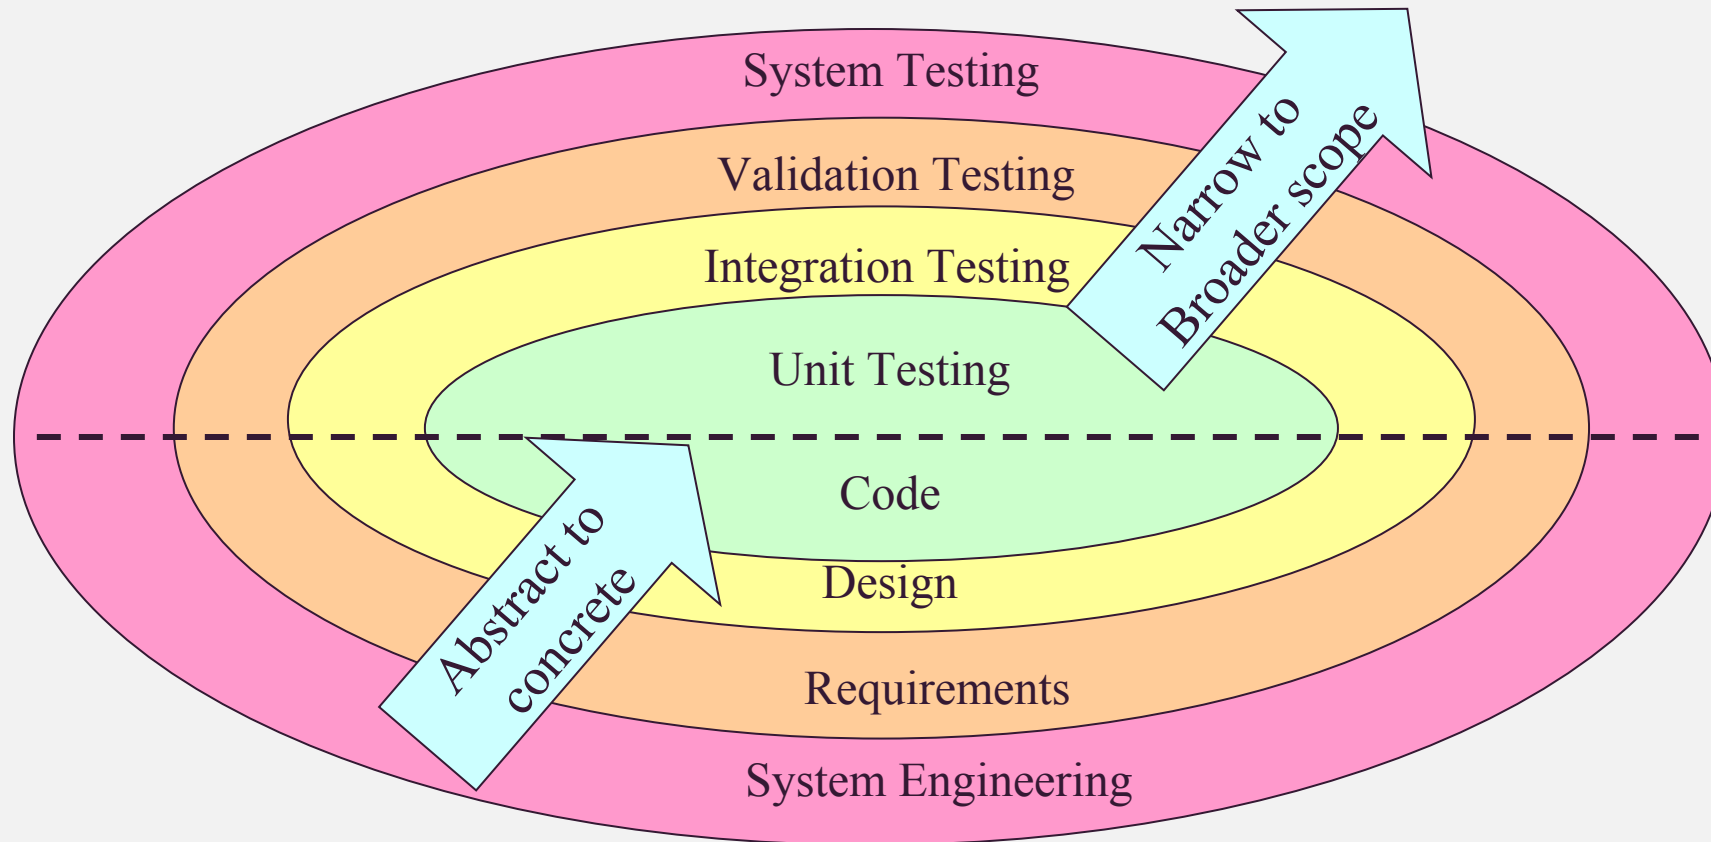 System Testing
Validation Testing
Integration Testing
Unit Testing
Narrow to
Broader scope
Code
Design
Requirements
System Engineering
Abstract to
concrete